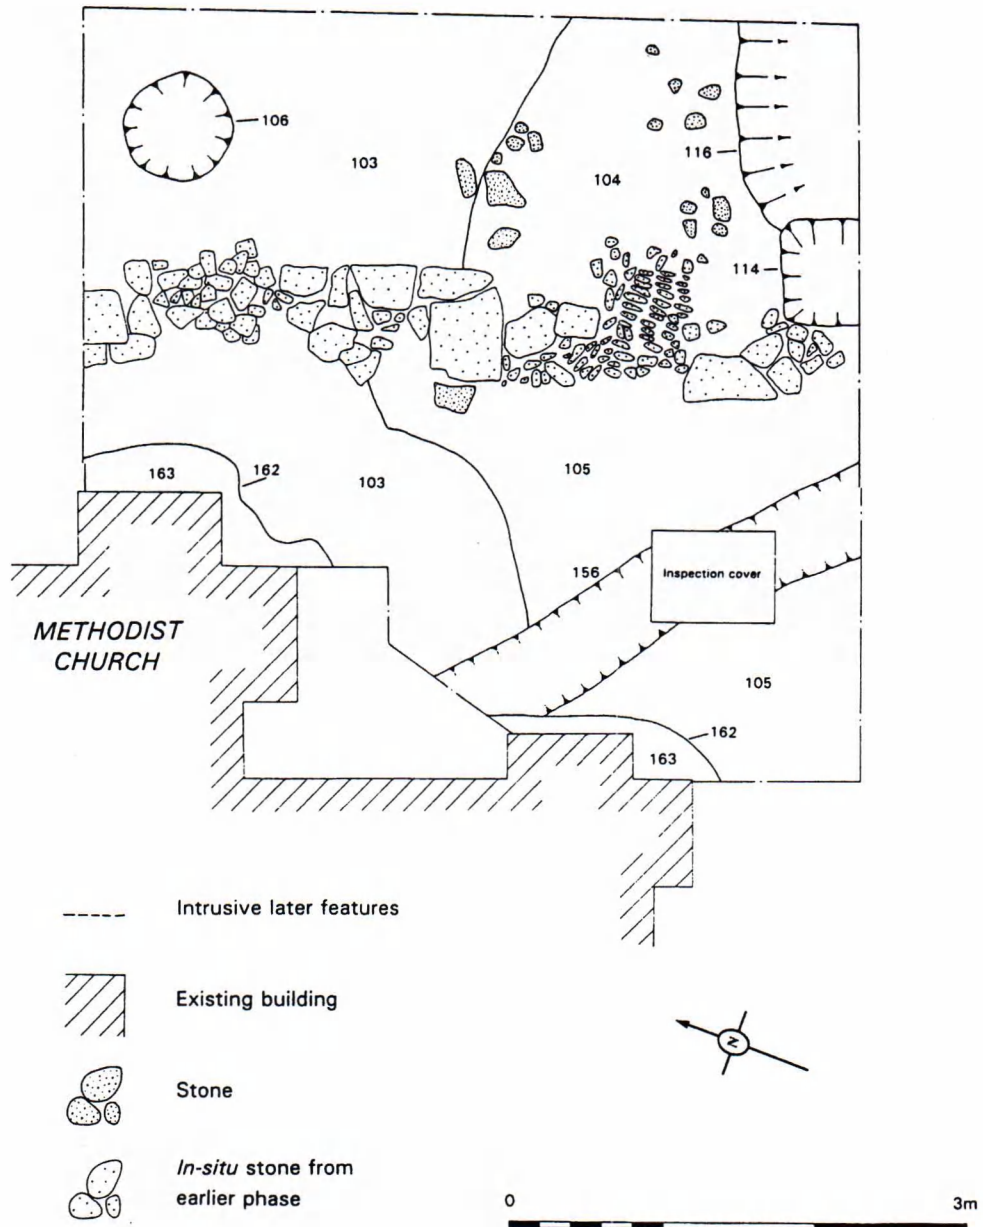 106
103
116
104
114
163
162
103
105
156
Inspection cover
METHODIST
CHURCH
105
162
163
Intrusive later features
Existing building
Stone
In-situ stone from
earlier phase
N
0
3m